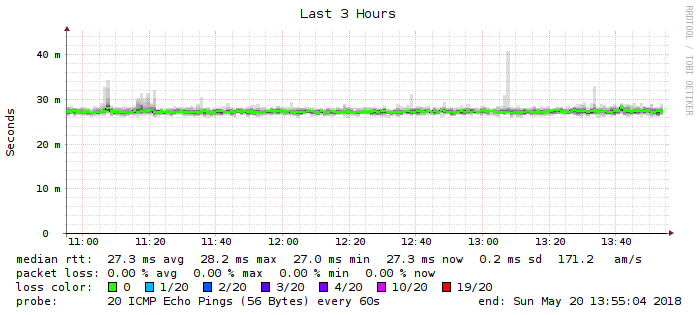 Last 3 Hours
RRDTOOL / TOBI OETIKER
Seconds
40 m
30 m
20 m
10 m
0
11:00 11:20 11:40 12:00 12:20 12:40 13:00 13:20 13:40
median rtt: 27.3 ms avg 28.2 ms max 27.0 ms min 27.3 ms now 0.2 ms sd 171.2 am/s
packet loss: 0.00 % avg 0.00 % max 0.00 % min 0.00 % now
loss color: 0 1/20 2/20 3/20 4/20 10/20 19/20
probe: 20 ICMP Echo Pings (56 Bytes) every 60s end: Sun May 20 13:55:04 2018